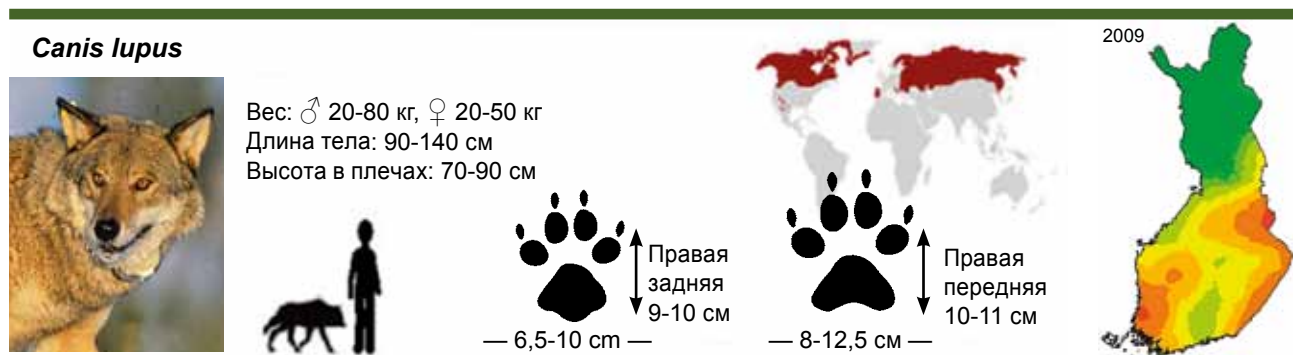 Canis lupus
Вес: ♂ 20-80 кг, ♀ 20-50 кг
Длина тела: 90-140 см
Высота в плечах: 70-90 см
Правая
задняя
9-10 см
— 6,5-10 cm —
Правая
передняя
10-11 см
— 8-12,5 см —
2009